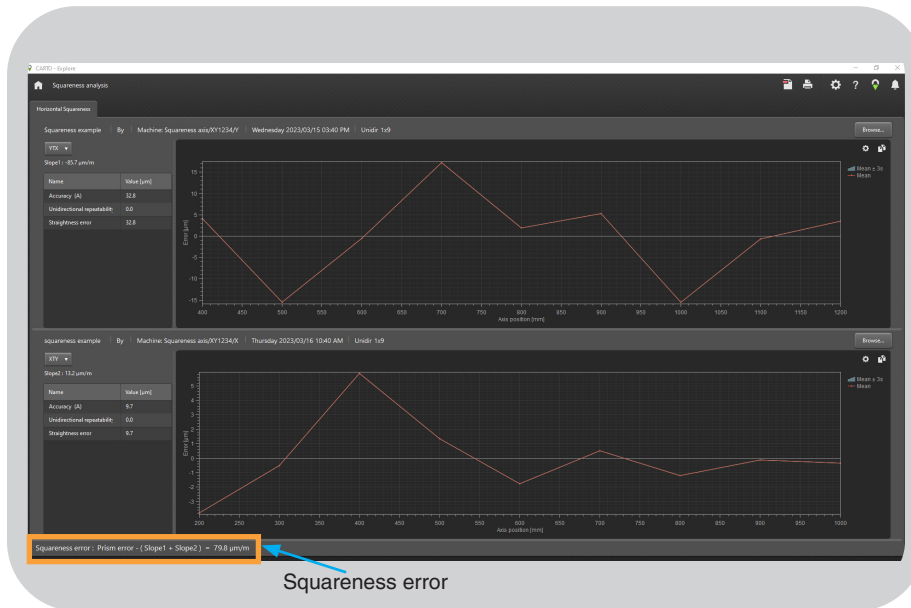 CARTO - Explore
Squareness analysis
?
Horizontal Squareness
Squareness example By Machine: Squareness axis/XY1234/Y Wednesday 2023/03/15 03:40 PM Unidir 1x9 Browse...
YTX
Slope1 : -85.7 µm/m
Name Value [µm]
Accuracy (A) 32.8
Unidirectional repeatabilit 0.0
Straightness error 32.8
Mean ± 3s
Mean
Error [µm]
15
10
5
0
-5
-10
-15
400 450 500 550 600 650 700 750 800 850 900 950 1000 1050 1100 1150 1200
Axis position [mm]
squareness example By Machine: Squareness axis/XY1234/X Thursday 2023/03/16 10:40 AM Unidir 1x9 Browse...
XTY
Slope2 : 13.2 µm/m
Name Value [µm]
Accuracy (A) 9.7
Unidirectional repeatabilit 0.0
Straightness error 9.7
Mean ± 3s
Mean
Error [µm]
5
4
3
2
1
0
-1
-2
-3
200 250 300 350 400 450 500 550 600 650 700 750 800 850 900 950 1000
Axis position [mm]
Squareness error : Prism error - ( Slope1 + Slope2 ) = 79.8 µm/m
Squareness error